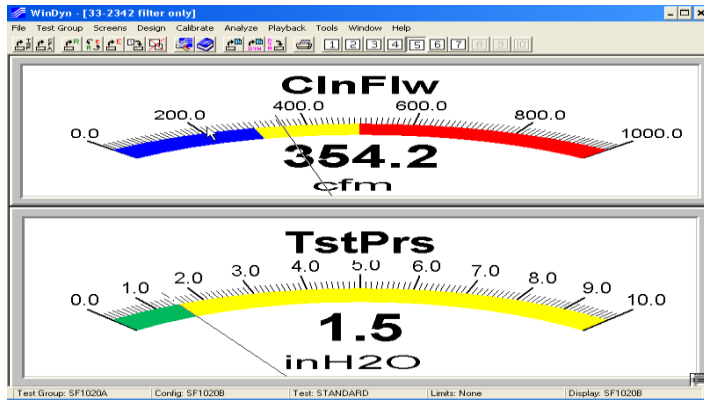 WinDyn - [33-2342 filter only]
File Test Group Screens Design Calibrate Analyze Playback Tools Window Help
1 2 3 4 5 6 7 8 9 10
ClnFlw
0.0 200.0 400.0 600.0 800.0 1000.0
354.2
cfm
TstPrs
0.0 1.0 2.0 3.0 4.0 5.0 6.0 7.0 8.0 9.0 10.0
1.5
inH2O
Test Group: SF1020A Config: SF1020B Test: STANDARD Limits: None Display: SF1020B